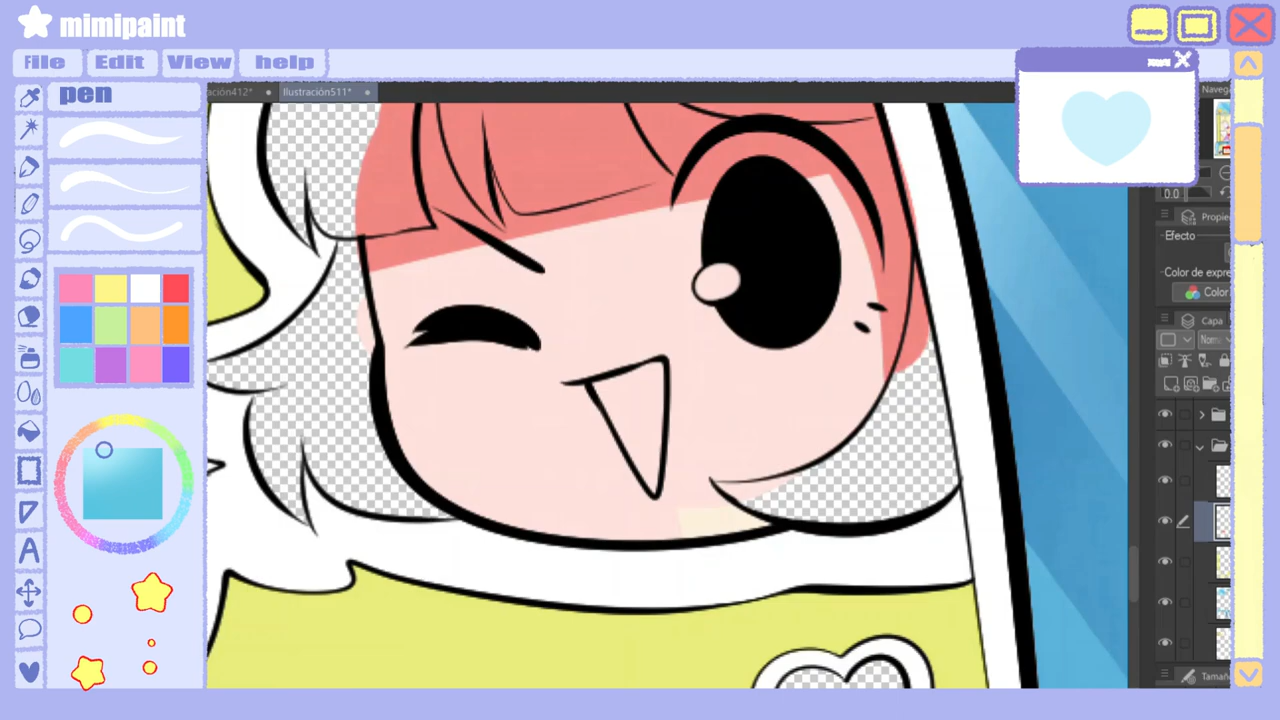 mimipaint
File Edit View help
pen
ación412* Ilustración511*
Navega
0.0
Propie
Efecto
Color de expre
Color
Capa
Norm
A
Tamañ